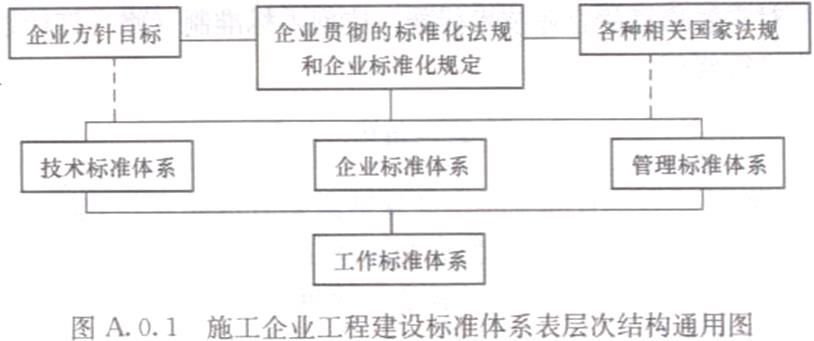 企业方针目标
企业贯彻的标准化法规
和企业标准化规定
各种相关国家法规
技术标准体系
企业标准体系
管理标准体系
工作标准体系
图 A.0.1 施工企业工程建设标准体系表层次结构通用图